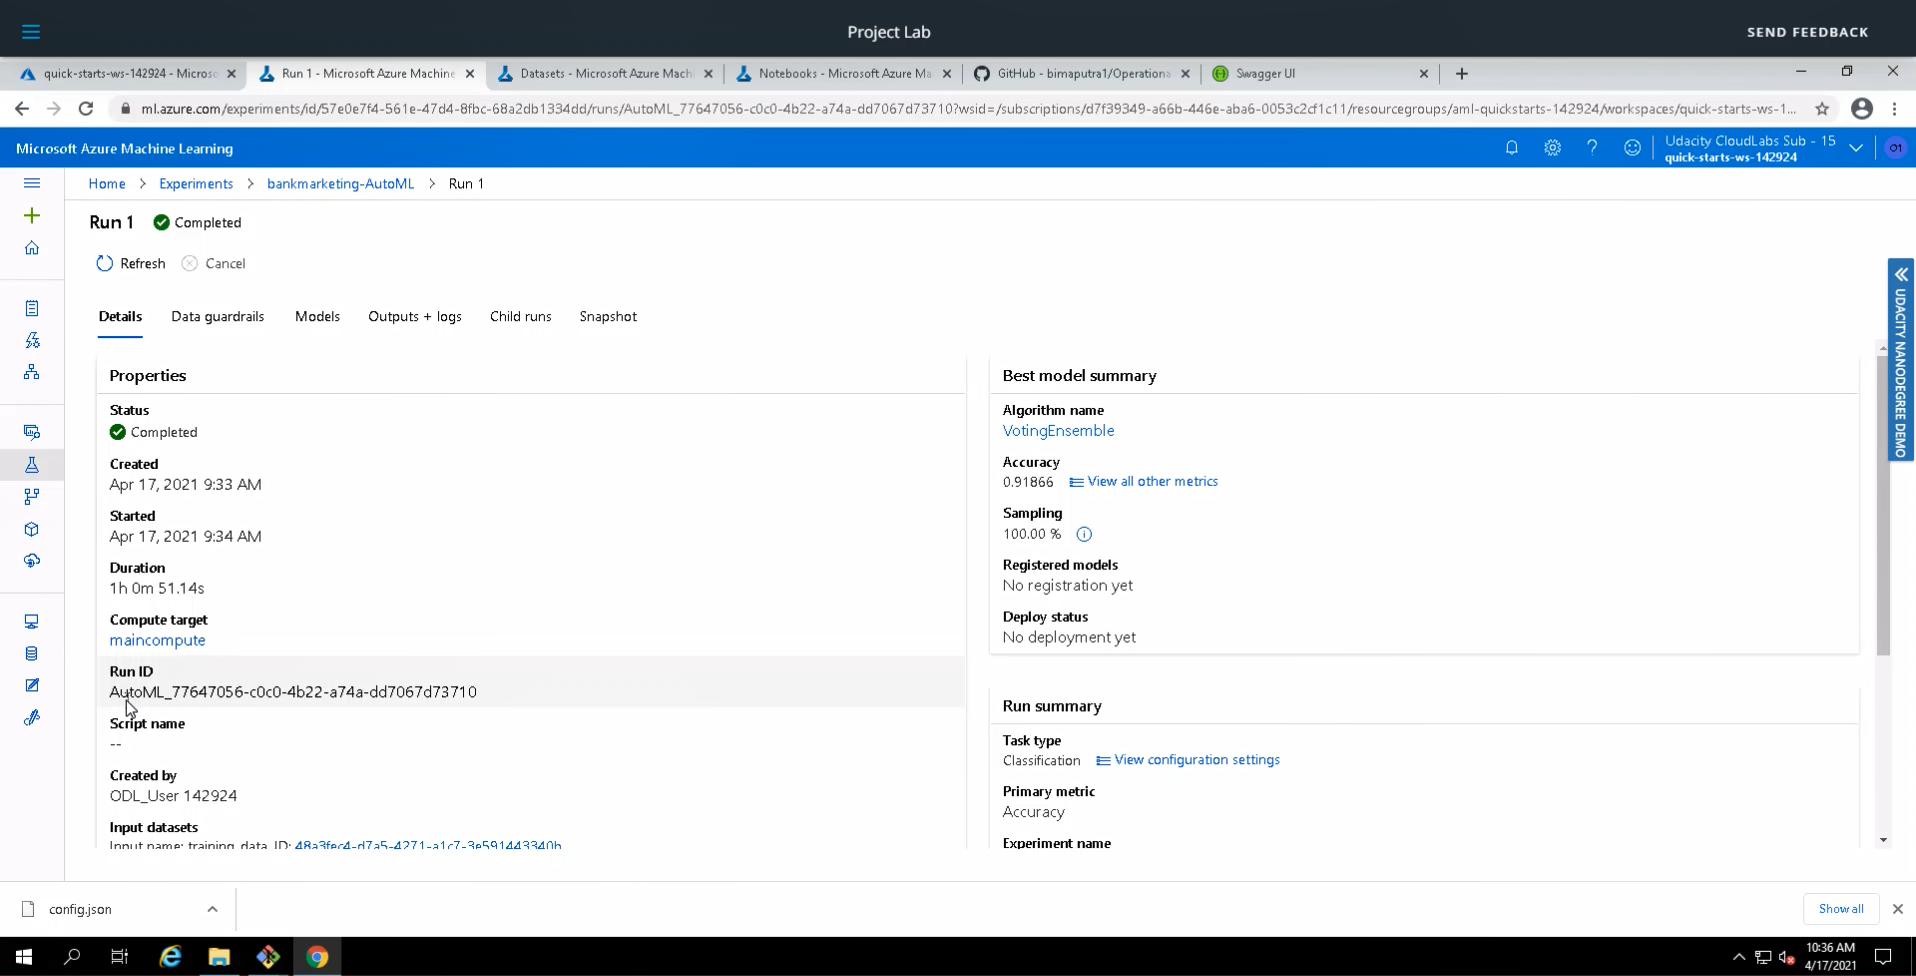 Project Lab
SEND FEEDBACK
quick-starts-ws-142924 - Micros
Run 1 - Microsoft Azure Machine
Datasets - Microsoft Azure Machi
Notebooks - Microsoft Azure Ma
GitHub - bimaputra1/Operationa
Swagger UI
ml.azure.com/experiments/id/57e0e7f4-561e-47d4-8fbc-68a2db1334dd/runs/AutoML_77647056-c0c0-4b22-a74a-dd7067d73710?wsid=/subscriptions/d7f39349-a66b-446e-aba6-0053c2cf1c11/resourcegroups/aml-quickstarts-142924/workspaces/quick-starts-ws-1...
Microsoft Azure Machine Learning
Udacity CloudLabs Sub - 15
quick-starts-ws-142924
O1
Home > Experiments > bankmarketing-AutoML > Run 1
Run 1 Completed
Refresh Cancel
Details Data guardrails Models Outputs + logs Child runs Snapshot
UDACITY NANODEGREE DEMO
Properties
Status
Completed
Created
Apr 17, 2021 9:33 AM
Started
Apr 17, 2021 9:34 AM
Duration
1h 0m 51.14s
Compute target
maincompute
Run ID
AutoML_77647056-c0c0-4b22-a74a-dd7067d73710
Script name
--
Created by
ODL_User 142924
Input datasets
Input name: training_data, ID: 48a3fec4-d7a5-4271-a1c7-3e591443340b
Best model summary
Algorithm name
VotingEnsemble
Accuracy
0.91866 View all other metrics
Sampling
100.00 %
Registered models
No registration yet
Deploy status
No deployment yet
Run summary
Task type
Classification View configuration settings
Primary metric
Accuracy
Experiment name
config.json
Show all
10:36 AM
4/17/2021